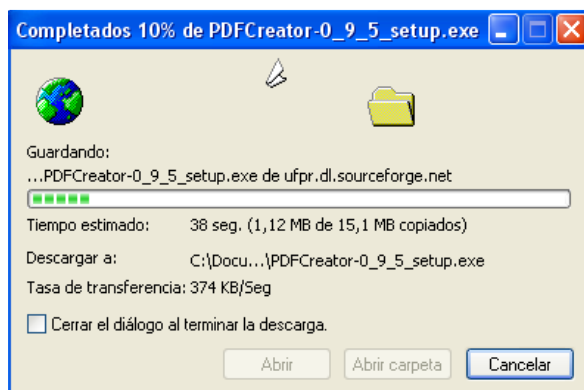 Completados 10% de PDFCreator-0_9_5_setup.exe
Guardando:
...PDFCreator-0_9_5_setup.exe de ufpr.dl.sourceforge.net
Tiempo estimado: 38 seg. (1,12 MB de 15,1 MB copiados)
Descargar a: C:\Docu...\PDFCreator-0_9_5_setup.exe
Tasa de transferencia: 374 KB/Seg
Cerrar el diálogo al terminar la descarga.
Abrir Abrir carpeta Cancelar